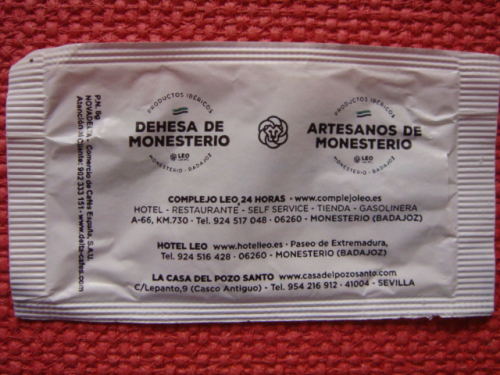 P.N. 8g
NOVADELTA - Comercio de Cafés España, S.A.U.
Atención al Cliente: 902 333 151 - www.delta-cafes.com
PRODUCTOS IBÉRICOS
DEHESA DE
MONESTERIO
LEO
MONESTERIO - BADAJOZ
PRODUCTOS IBÉRICOS
ARTESANOS DE
MONESTERIO
LEO
MONESTERIO - BADAJOZ
COMPLEJO LEO, 24 HORAS · www.complejoleo.es
HOTEL - RESTAURANTE - SELF SERVICE - TIENDA - GASOLINERA
A-66, KM.730 · Tel. 924 517 048 · 06260 - MONESTERIO (BADAJOZ)
HOTEL LEO · www.hotelleo.es · Paseo de Extremadura,
Tel. 924 516 428 · 06260 - MONESTERIO (BADAJOZ)
LA CASA DEL POZO SANTO · www.casadelpozosanto.com
C/Lepanto,9 (Casco Antiguo) - Tel. 954 216 912 · 41004 - SEVILLA